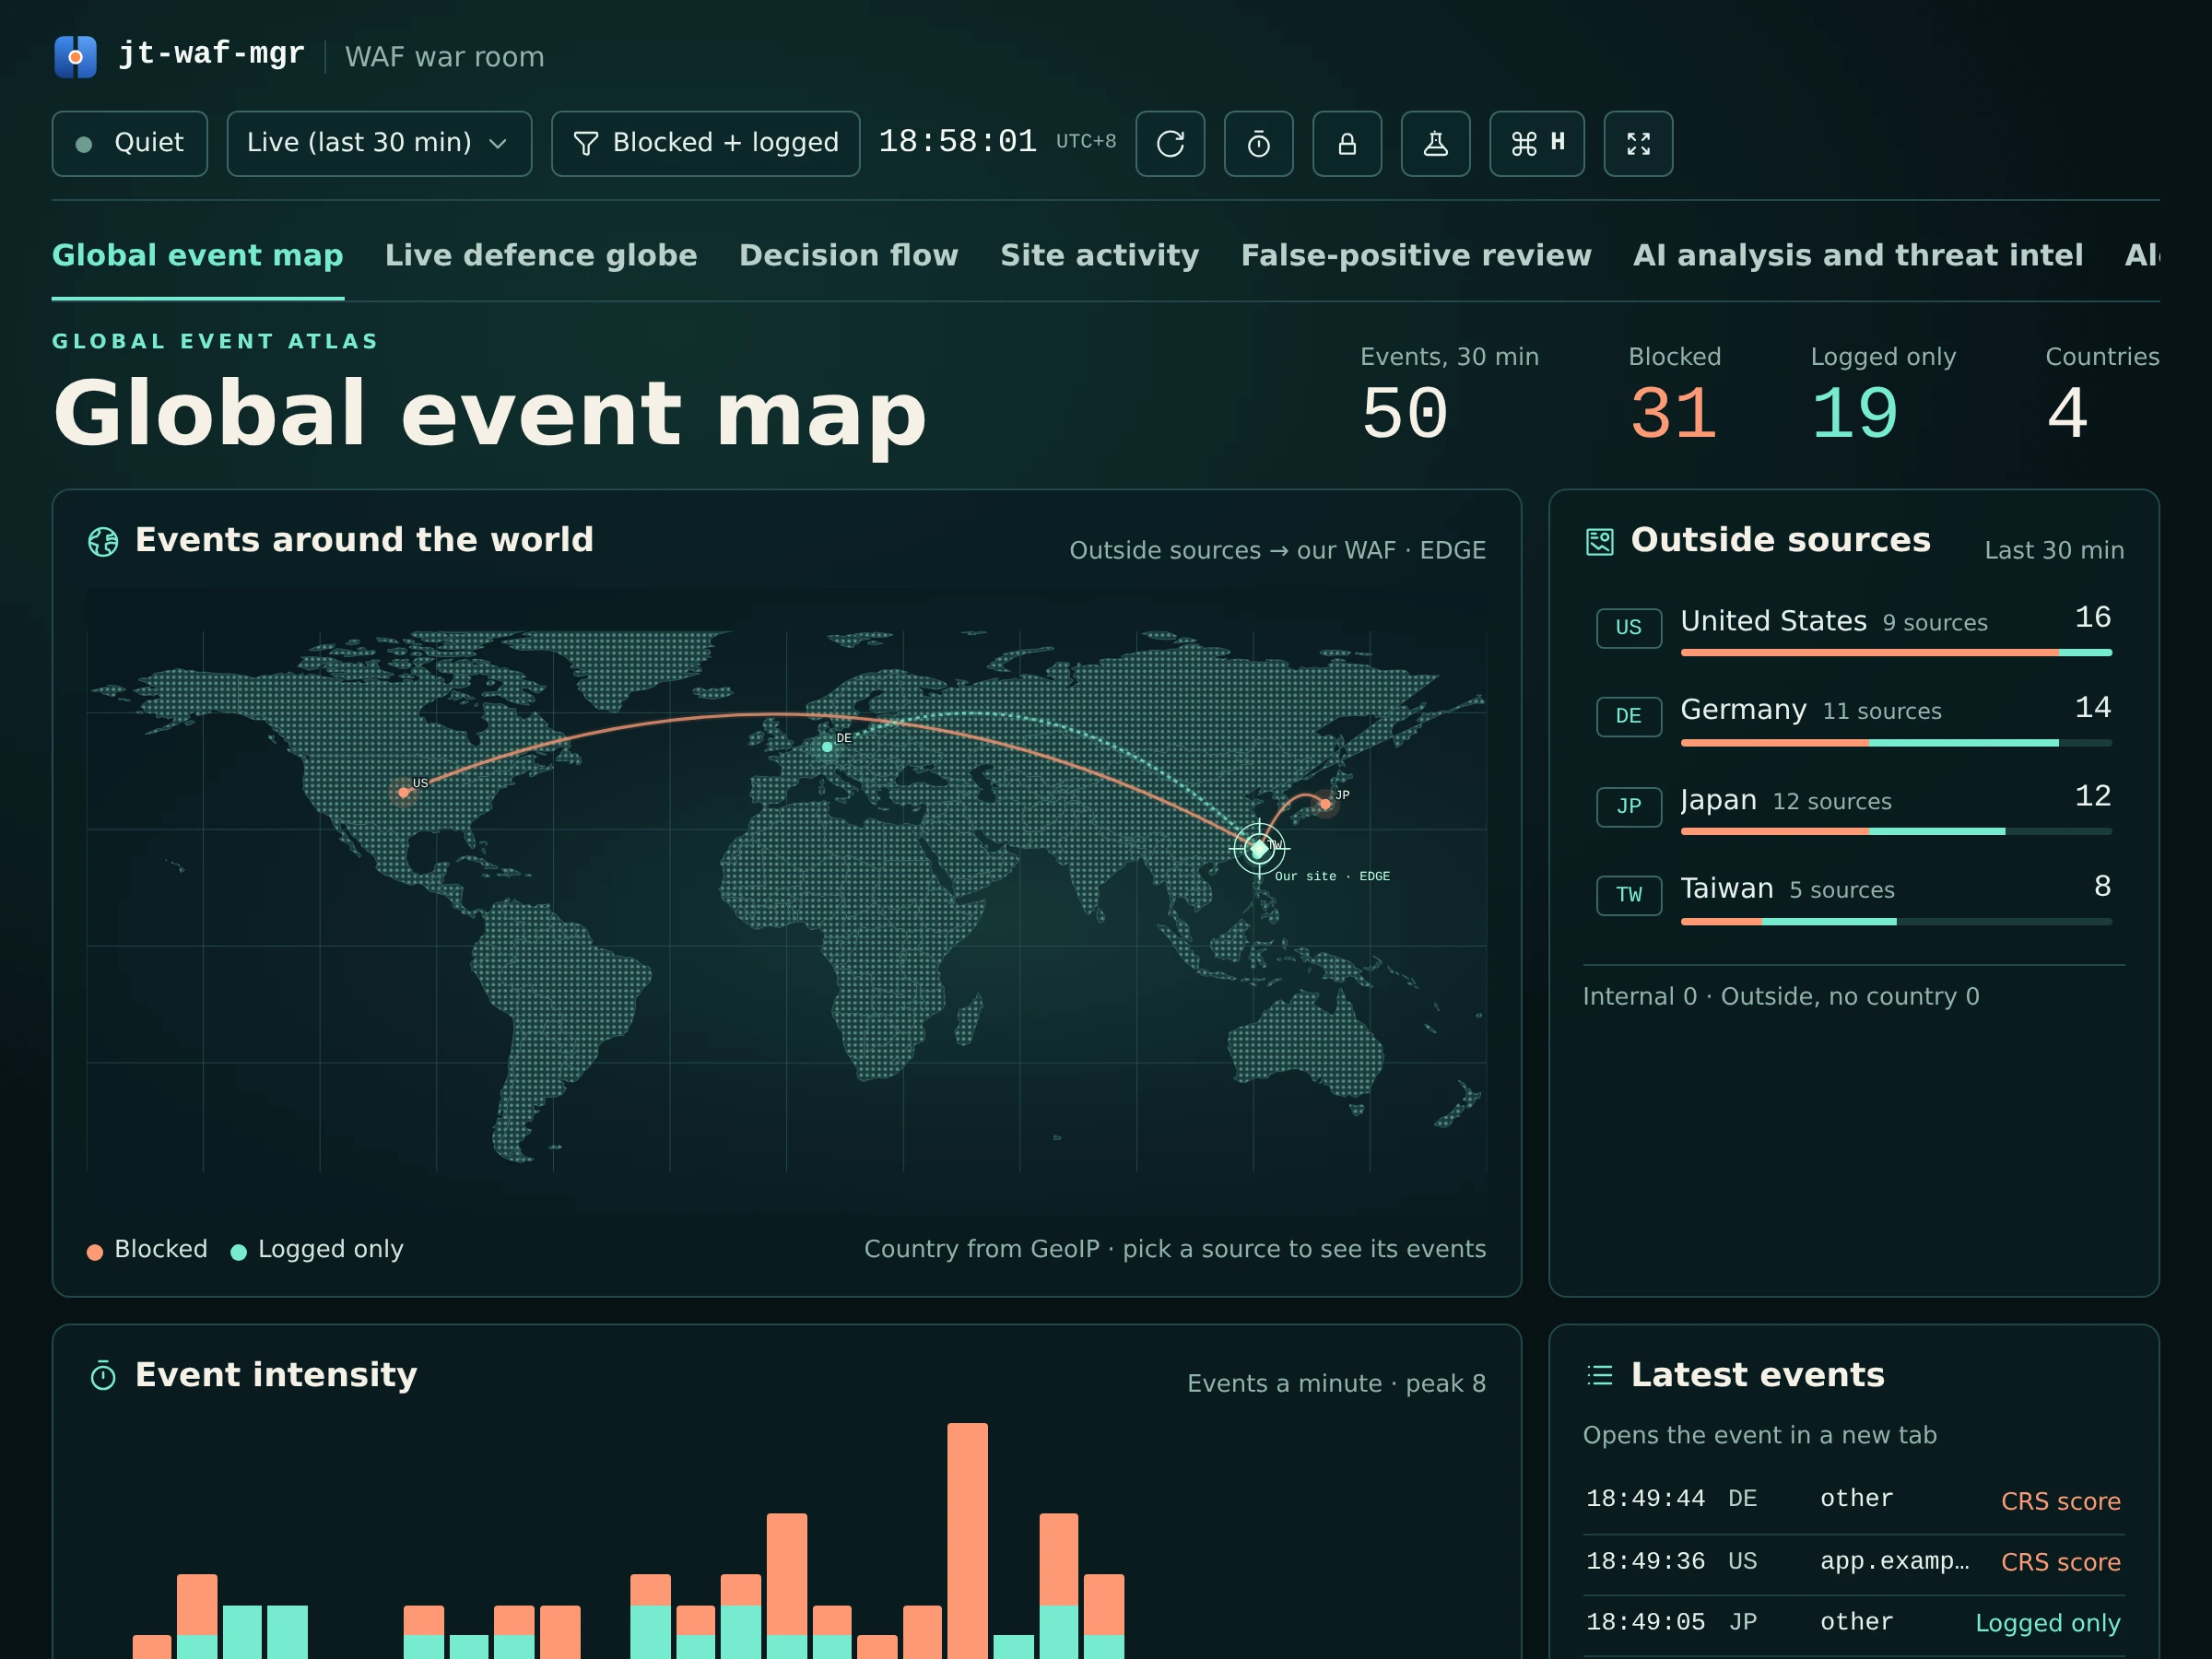 jt-waf-mgr WAF war room
Quiet Live (last 30 min) Blocked + logged 18:58:01 UTC+8 ⌘ H
Global event map Live defence globe Decision flow Site activity False-positive review AI analysis and threat intel
GLOBAL EVENT ATLAS
Global event map
Events, 30 min Blocked Logged only Countries
50 31 19 4
Events around the world Outside sources → our WAF · EDGE
DE
US
JP
TW
Our site · EDGE
Blocked Logged only Country from GeoIP · pick a source to see its events
Outside sources Last 30 min
US United States 9 sources 16
DE Germany 11 sources 14
JP Japan 12 sources 12
TW Taiwan 5 sources 8
Internal 0 · Outside, no country 0
Event intensity Events a minute · peak 8
Latest events
Opens the event in a new tab
18:49:44 DE other CRS score
18:49:36 US app.examp… CRS score
18:49:05 JP other Logged only